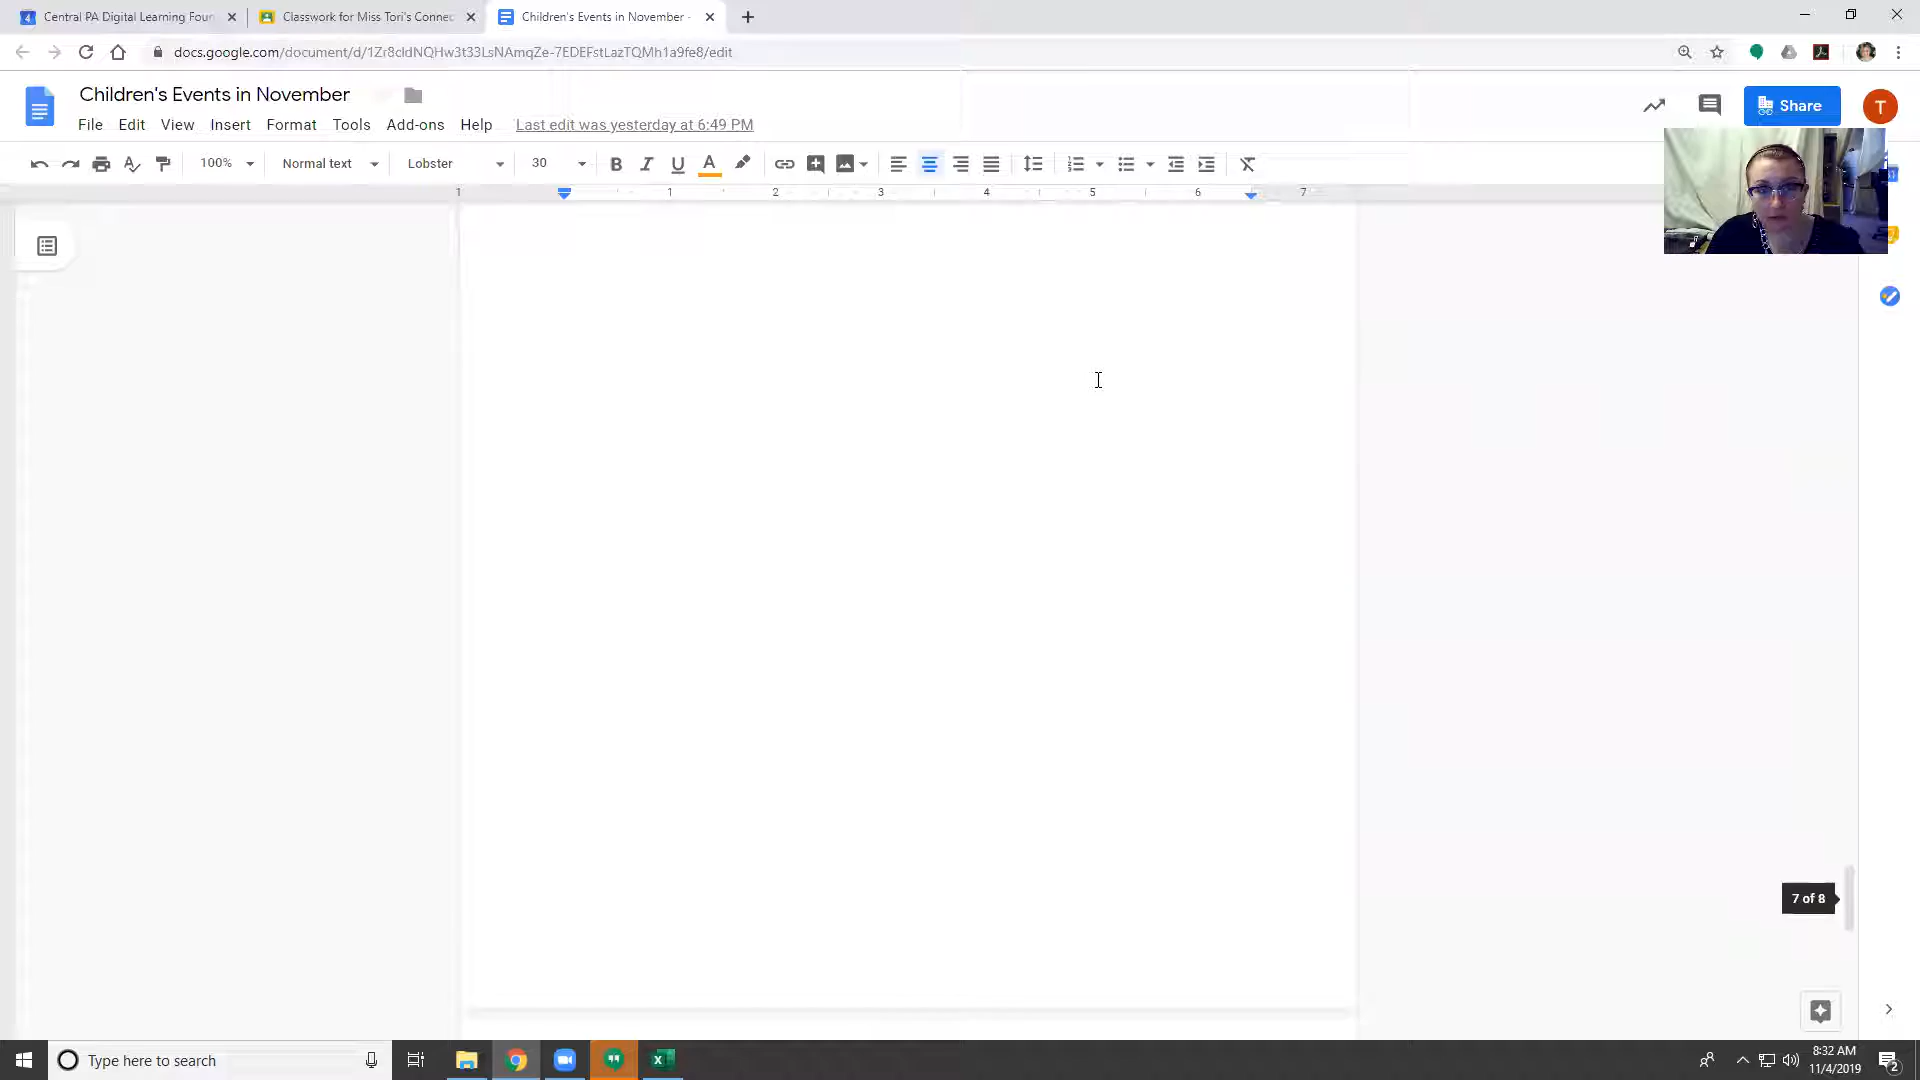 Central PA Digital Learning Four
Classwork for Miss Tori's Connec
Children's Events in November -
docs.google.com/document/d/1Zr8cldNQHw3t33LsNAmqZe-7EDEFstLazTQMh1a9fe8/edit
Children's Events in November
Share
T
File Edit View Insert Format Tools Add-ons Help Last edit was yesterday at 6:49 PM
100% Normal text Lobster 30 B I U A
1 1 2 3 4 5 6 7
7 of 8
Type here to search
8:32 AM
11/4/2019
2